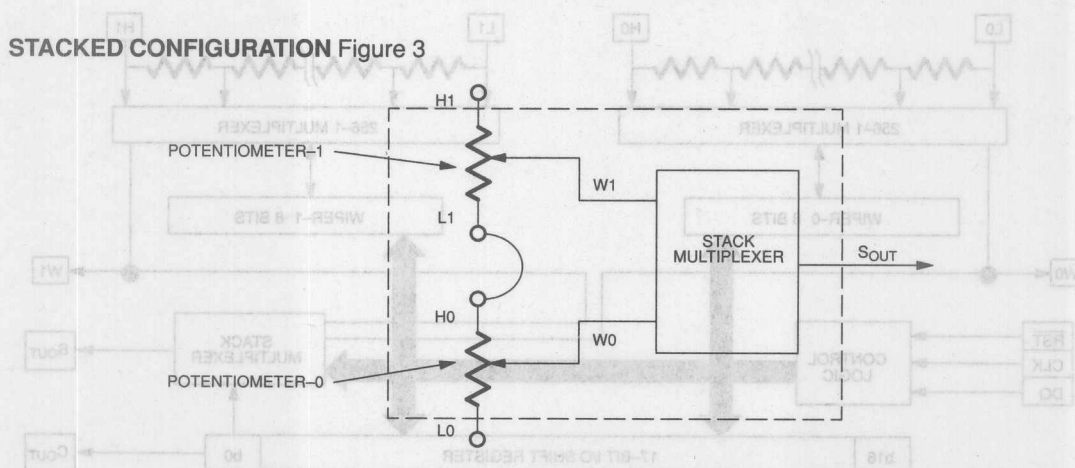 STACKED CONFIGURATION Figure 3
H1
POTENTIOMETER–1
W1
L1
STACK
MULTIPLEXER
SOUT
H0
W0
POTENTIOMETER–0
L0
H1
L1
H0
L0
256–1 MULTIPLEXER
256–1 MULTIPLEXER
WIPER–1 8 BITS
WIPER–0 8 BITS
W1
W0
STACK
MULTIPLEXER
SOUT
CONTROL
LOGIC
RST
CLK
DQ
COUT
b0
17–BIT I/O SHIFT REGISTER
b16